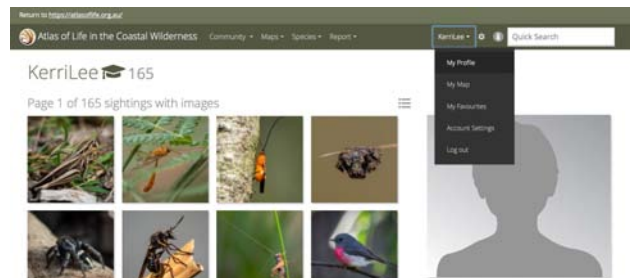 Return to https://atlasoflife.org.au/
Atlas of Life in the Coastal Wilderness Community Maps Species Report KerriLee Quick Search
KerriLee 165
Page 1 of 165 sightings with images
My Profile
My Map
My Favourites
Account Settings
Log out